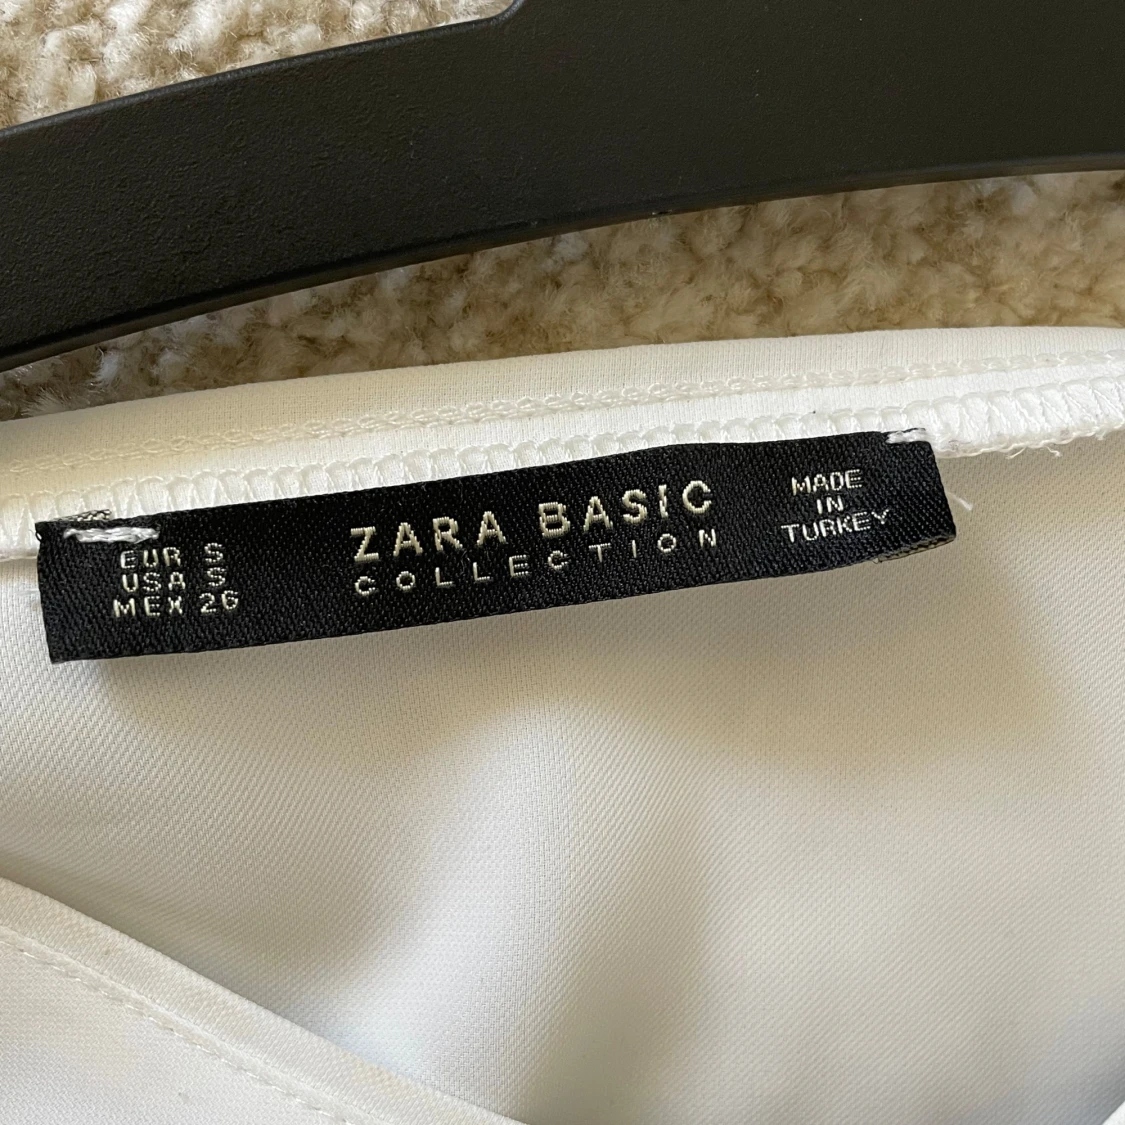 EUR S
USA S
MEX 26
ZARA BASIC
COLLECTION
MADE
IN
TURKEY